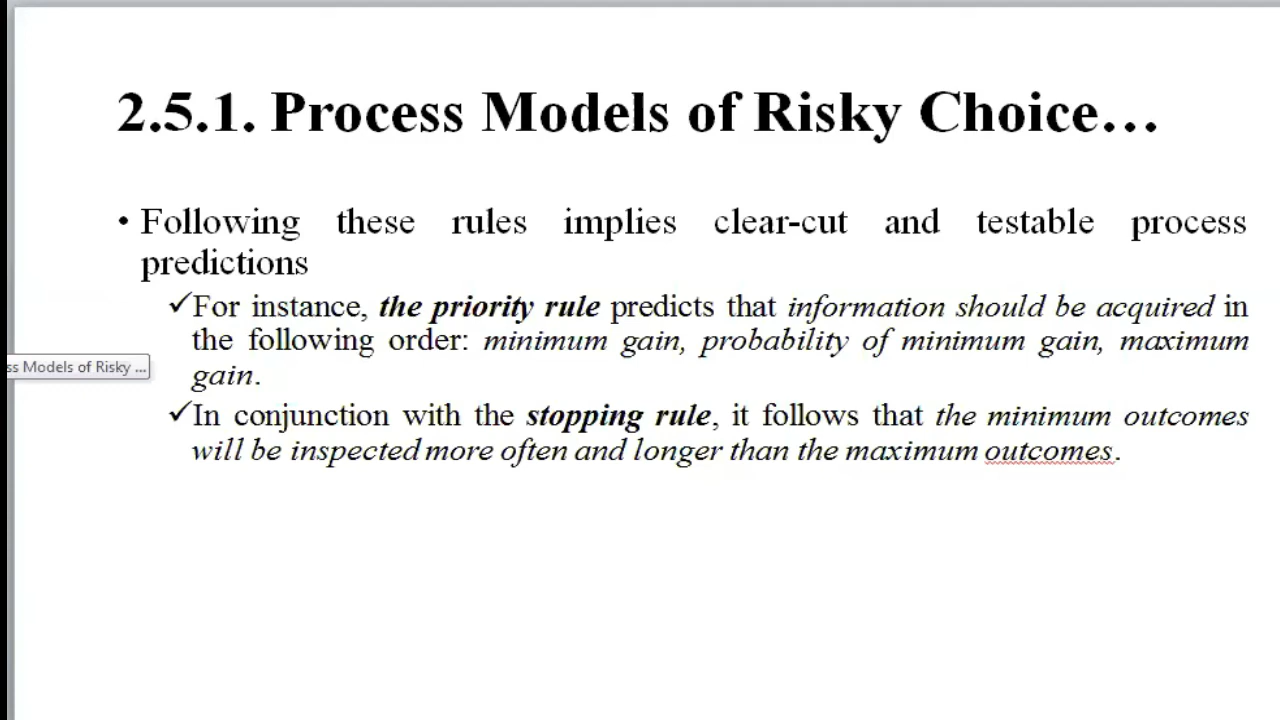 2.5.1. Process Models of Risky Choice…
• Following these rules implies clear-cut and testable process
predictions
✓For instance, the priority rule predicts that information should be acquired in
the following order: minimum gain, probability of minimum gain, maximum
gain.
ss Models of Risky ...
✓In conjunction with the stopping rule, it follows that the minimum outcomes
will be inspected more often and longer than the maximum outcomes.